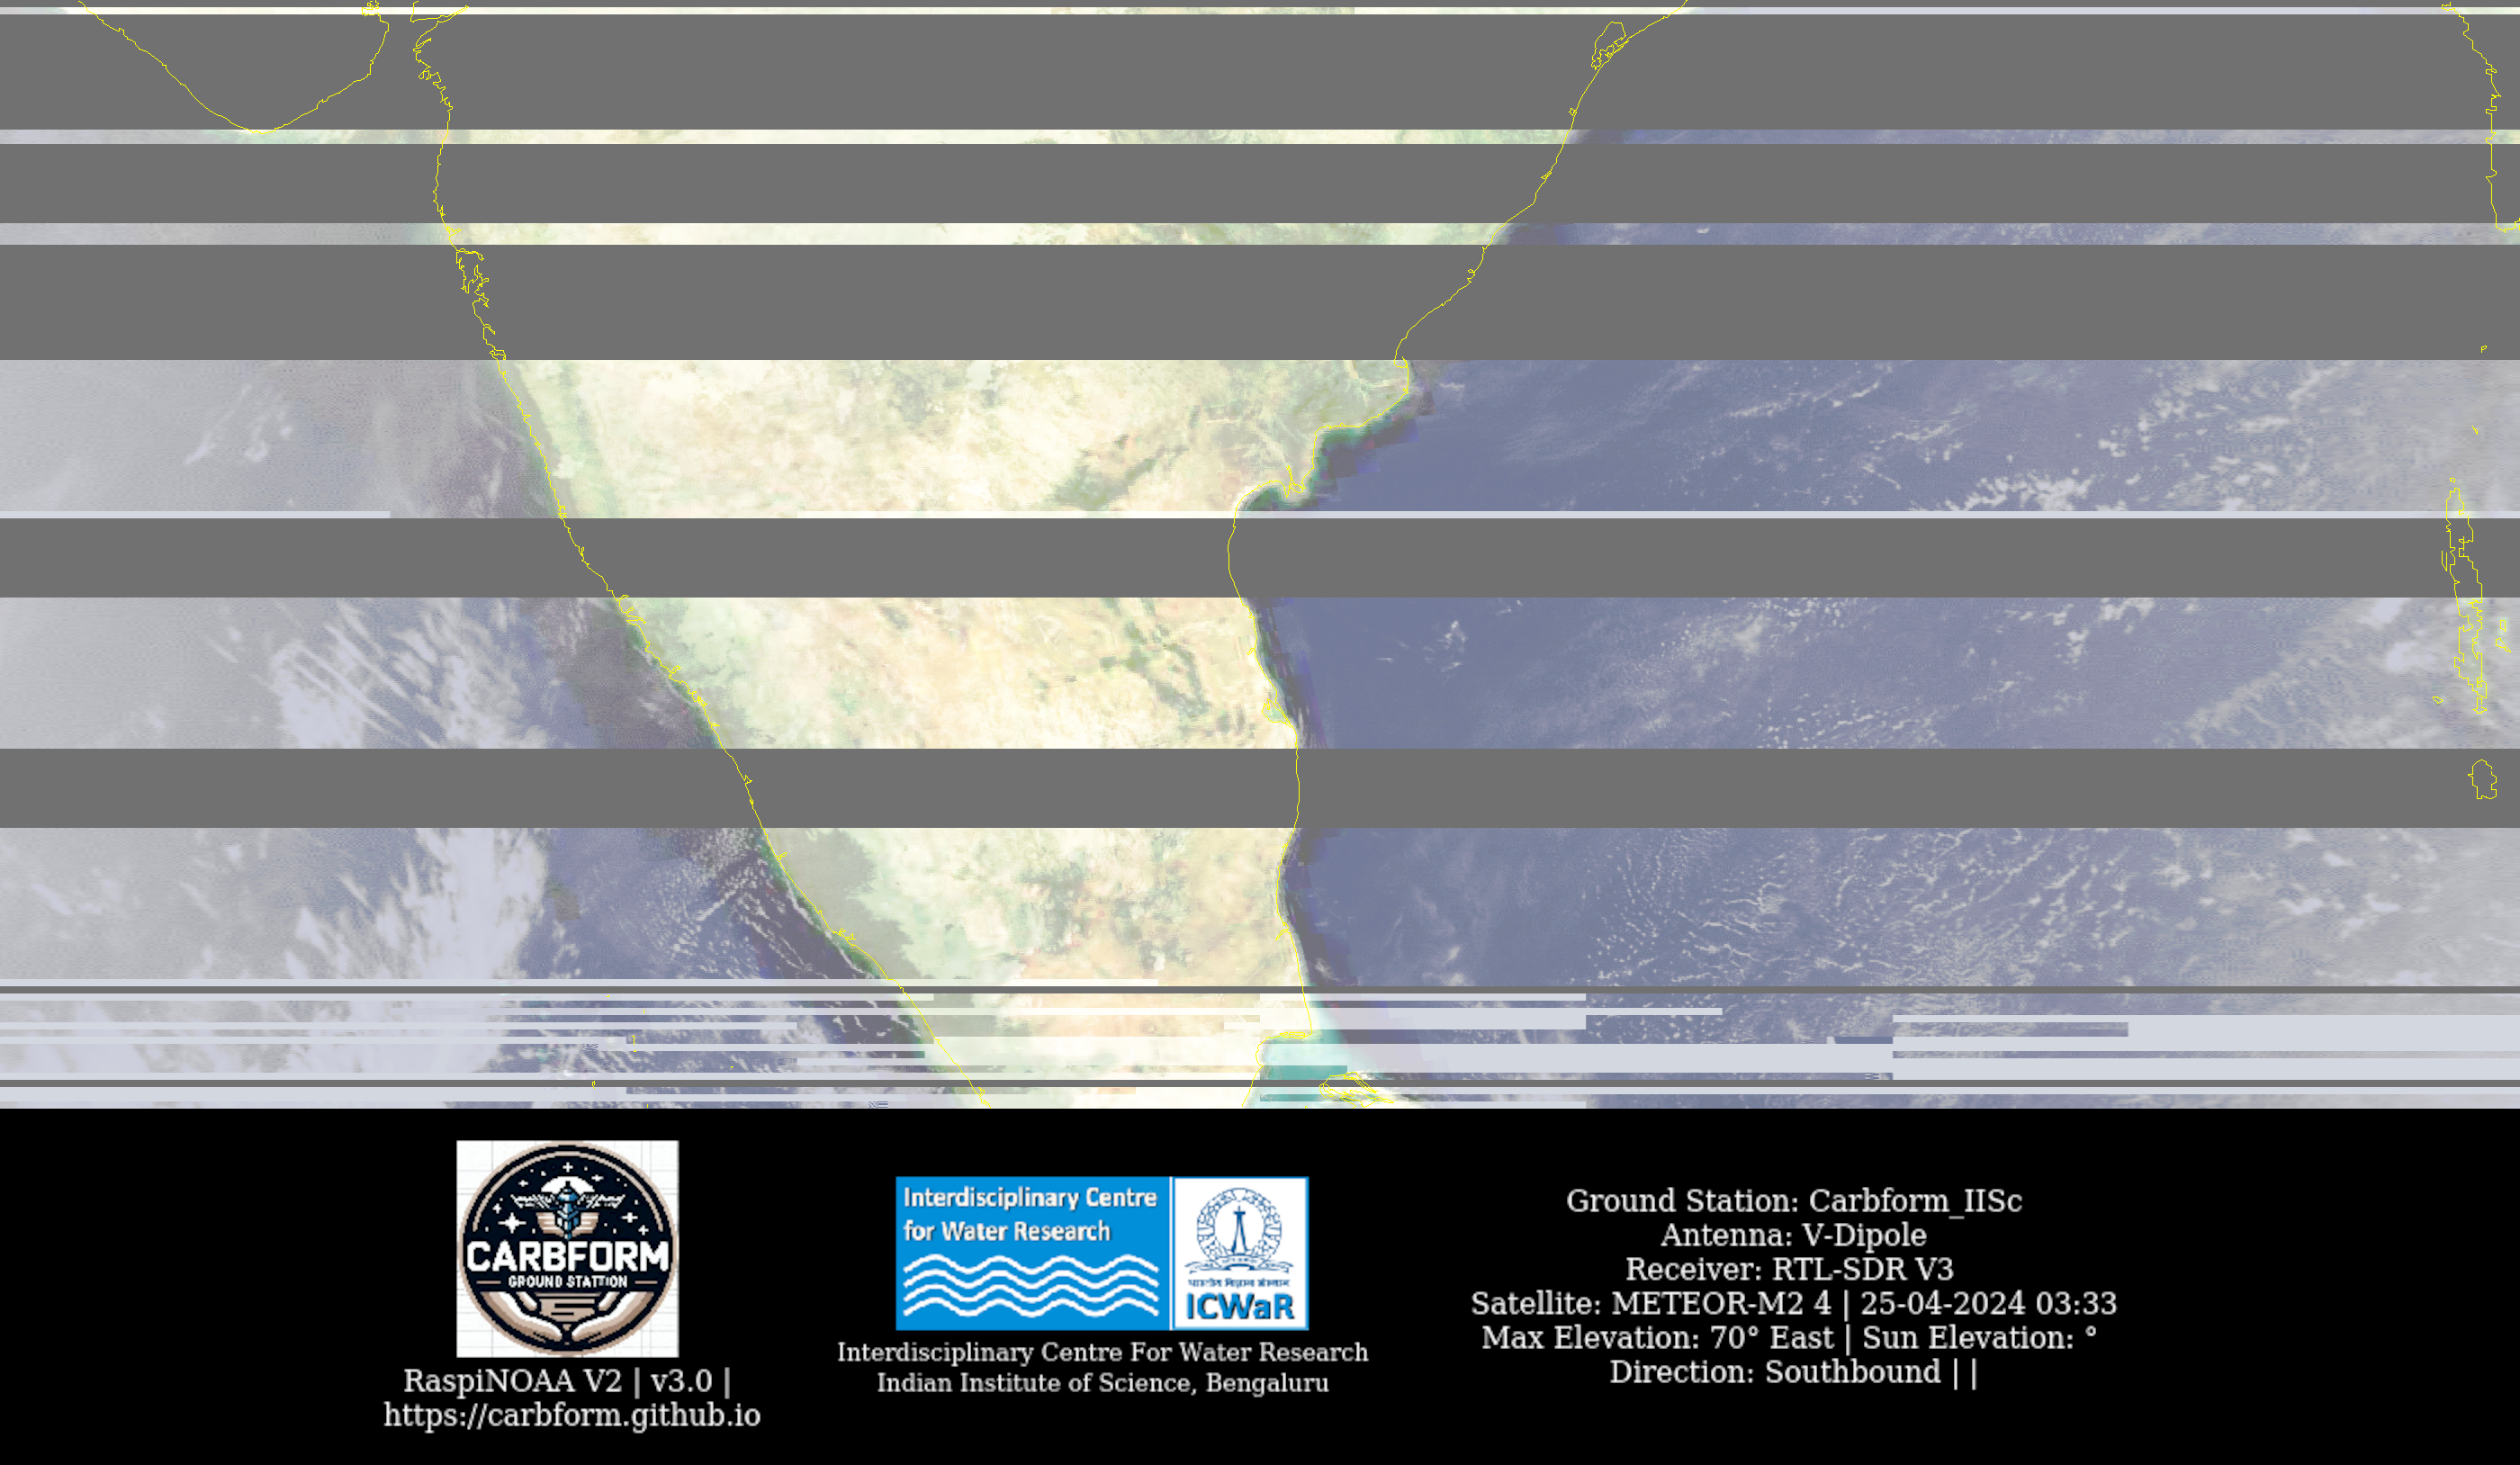 CARBFORM
GROUND STATTION
RaspiNOAA V2 | v3.0 |
https://carbform.github.io
Interdisciplinary Centre
for Water Research
ICWaR
Interdisciplinary Centre For Water Research
Indian Institute of Science, Bengaluru
Ground Station: Carbform_IISc
Antenna: V-Dipole
Receiver: RTL-SDR V3
Satellite: METEOR-M2 4 | 25-04-2024 03:33
Max Elevation: 70° East | Sun Elevation: °
Direction: Southbound | |